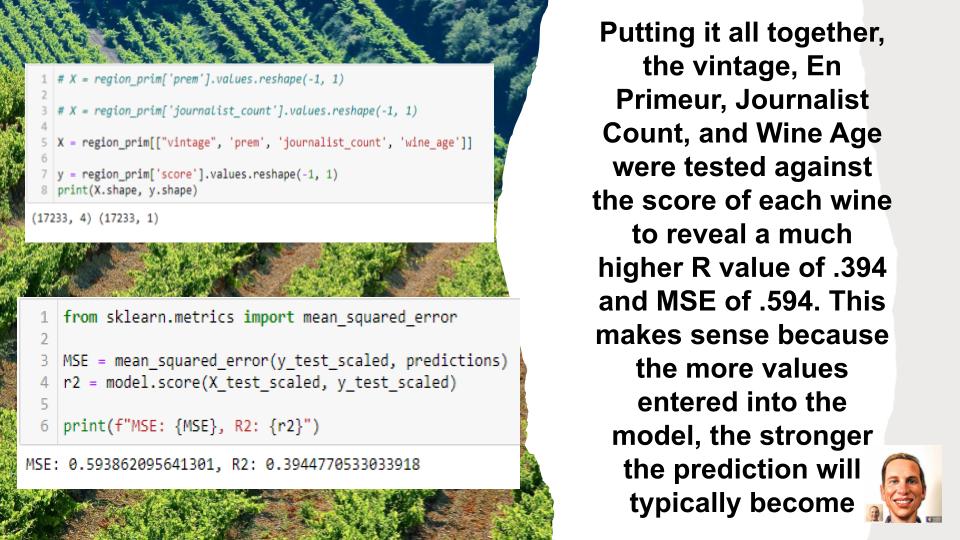 1 # X = region_prim['prem'].values.reshape(-1, 1)
2
3 # X = region_prim['journalist_count'].values.reshape(-1, 1)
4
5 X = region_prim[["vintage", 'prem', 'journalist_count', 'wine_age']]
6
7 y = region_prim['score'].values.reshape(-1, 1)
8 print(X.shape, y.shape)
(17233, 4) (17233, 1)
1 from sklearn.metrics import mean_squared_error
2
3 MSE = mean_squared_error(y_test_scaled, predictions)
4 r2 = model.score(X_test_scaled, y_test_scaled)
5
6 print(f"MSE: {MSE}, R2: {r2}")
MSE: 0.593862095641301, R2: 0.3944770533033918
Putting it all together,
the vintage, En
Primeur, Journalist
Count, and Wine Age
were tested against
the score of each wine
to reveal a much
higher R value of .394
and MSE of .594. This
makes sense because
the more values
entered into the
model, the stronger
the prediction will
typically become